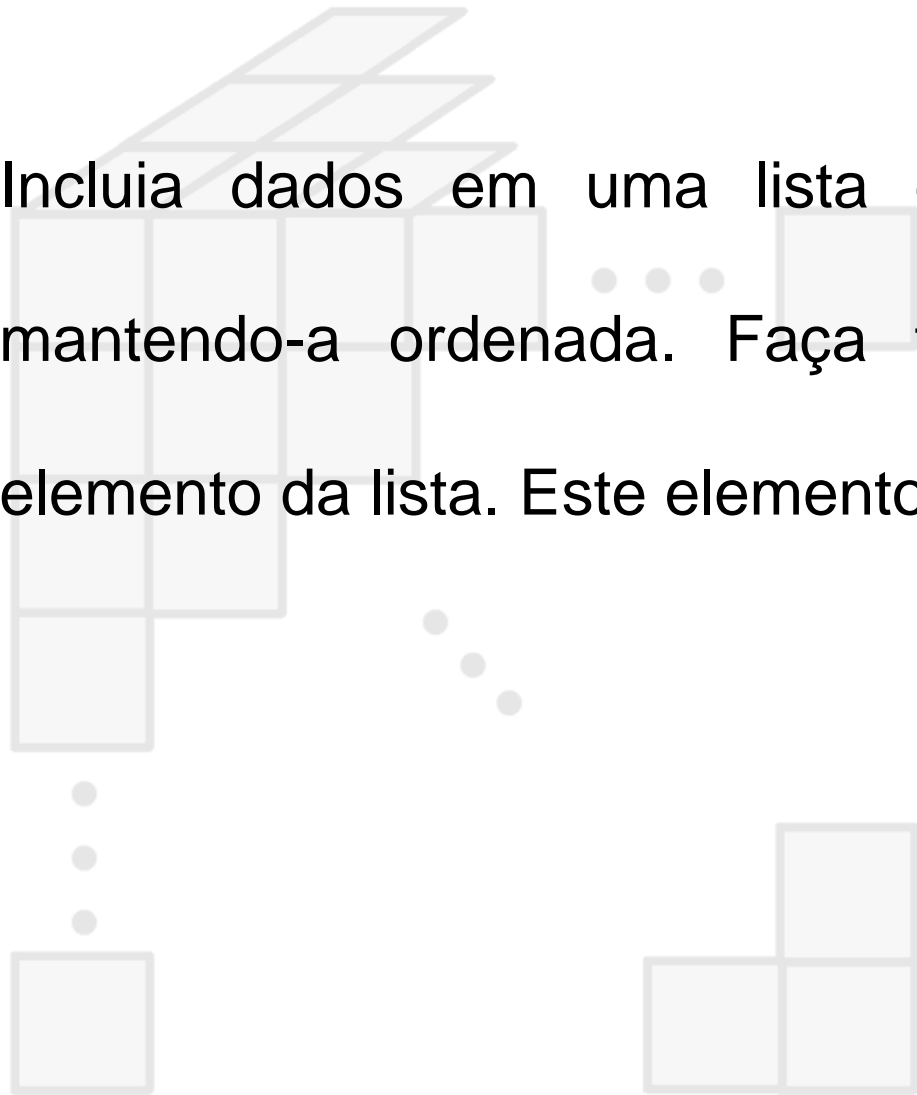 Incluia dados em uma lista
mantendo-a ordenada. Faça
elemento da lista. Este elemento